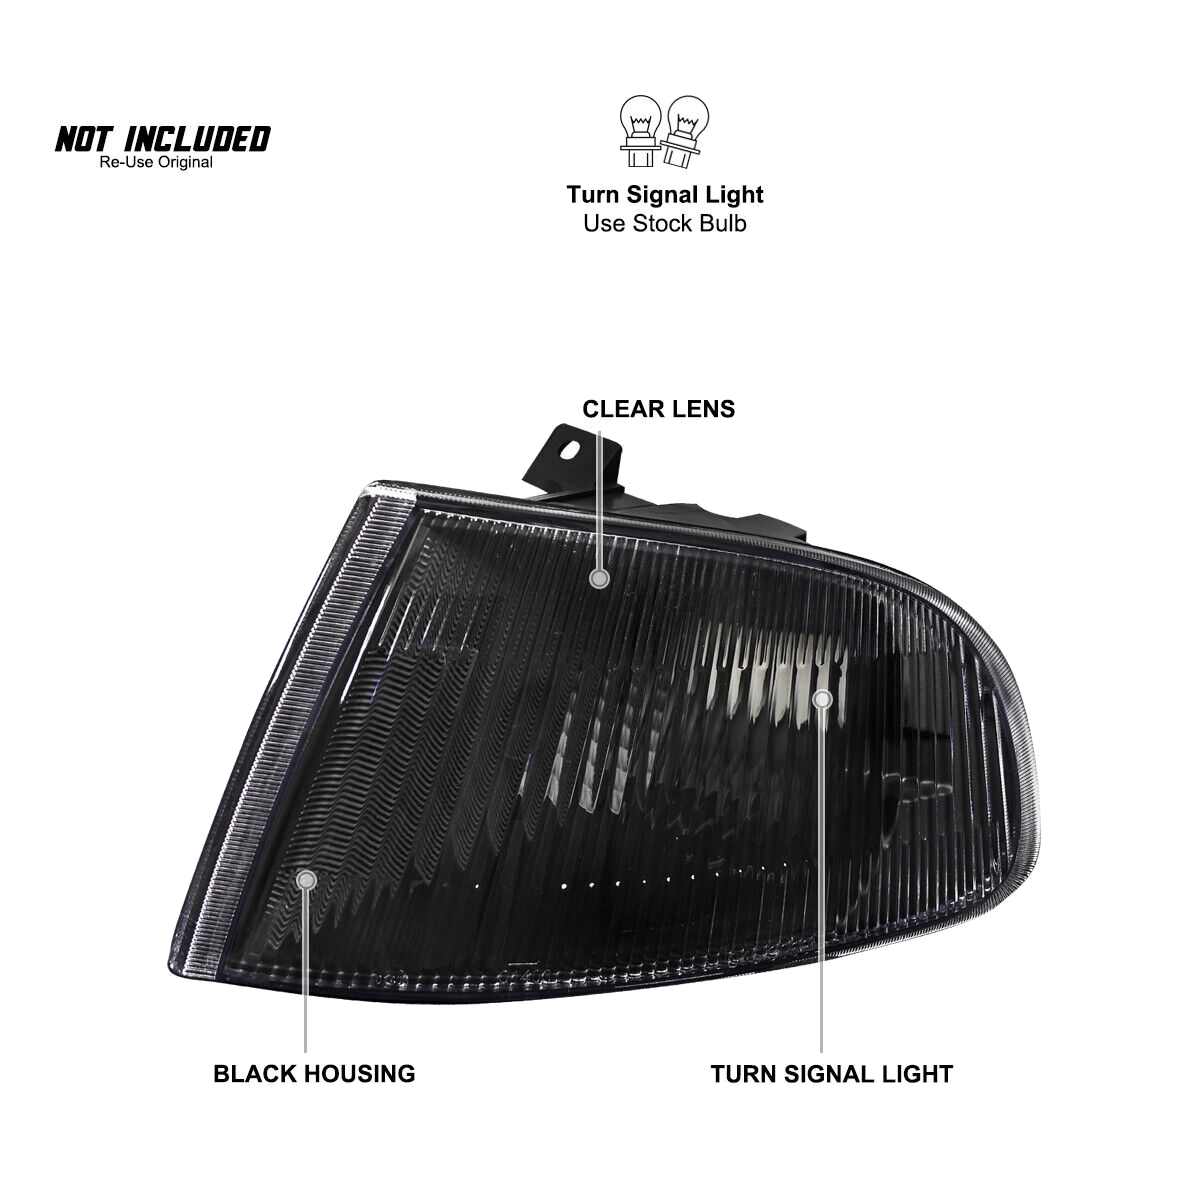 NOT INCLUDED
Re-Use Original
Turn Signal Light
Use Stock Bulb
CLEAR LENS
BLACK HOUSING
TURN SIGNAL LIGHT